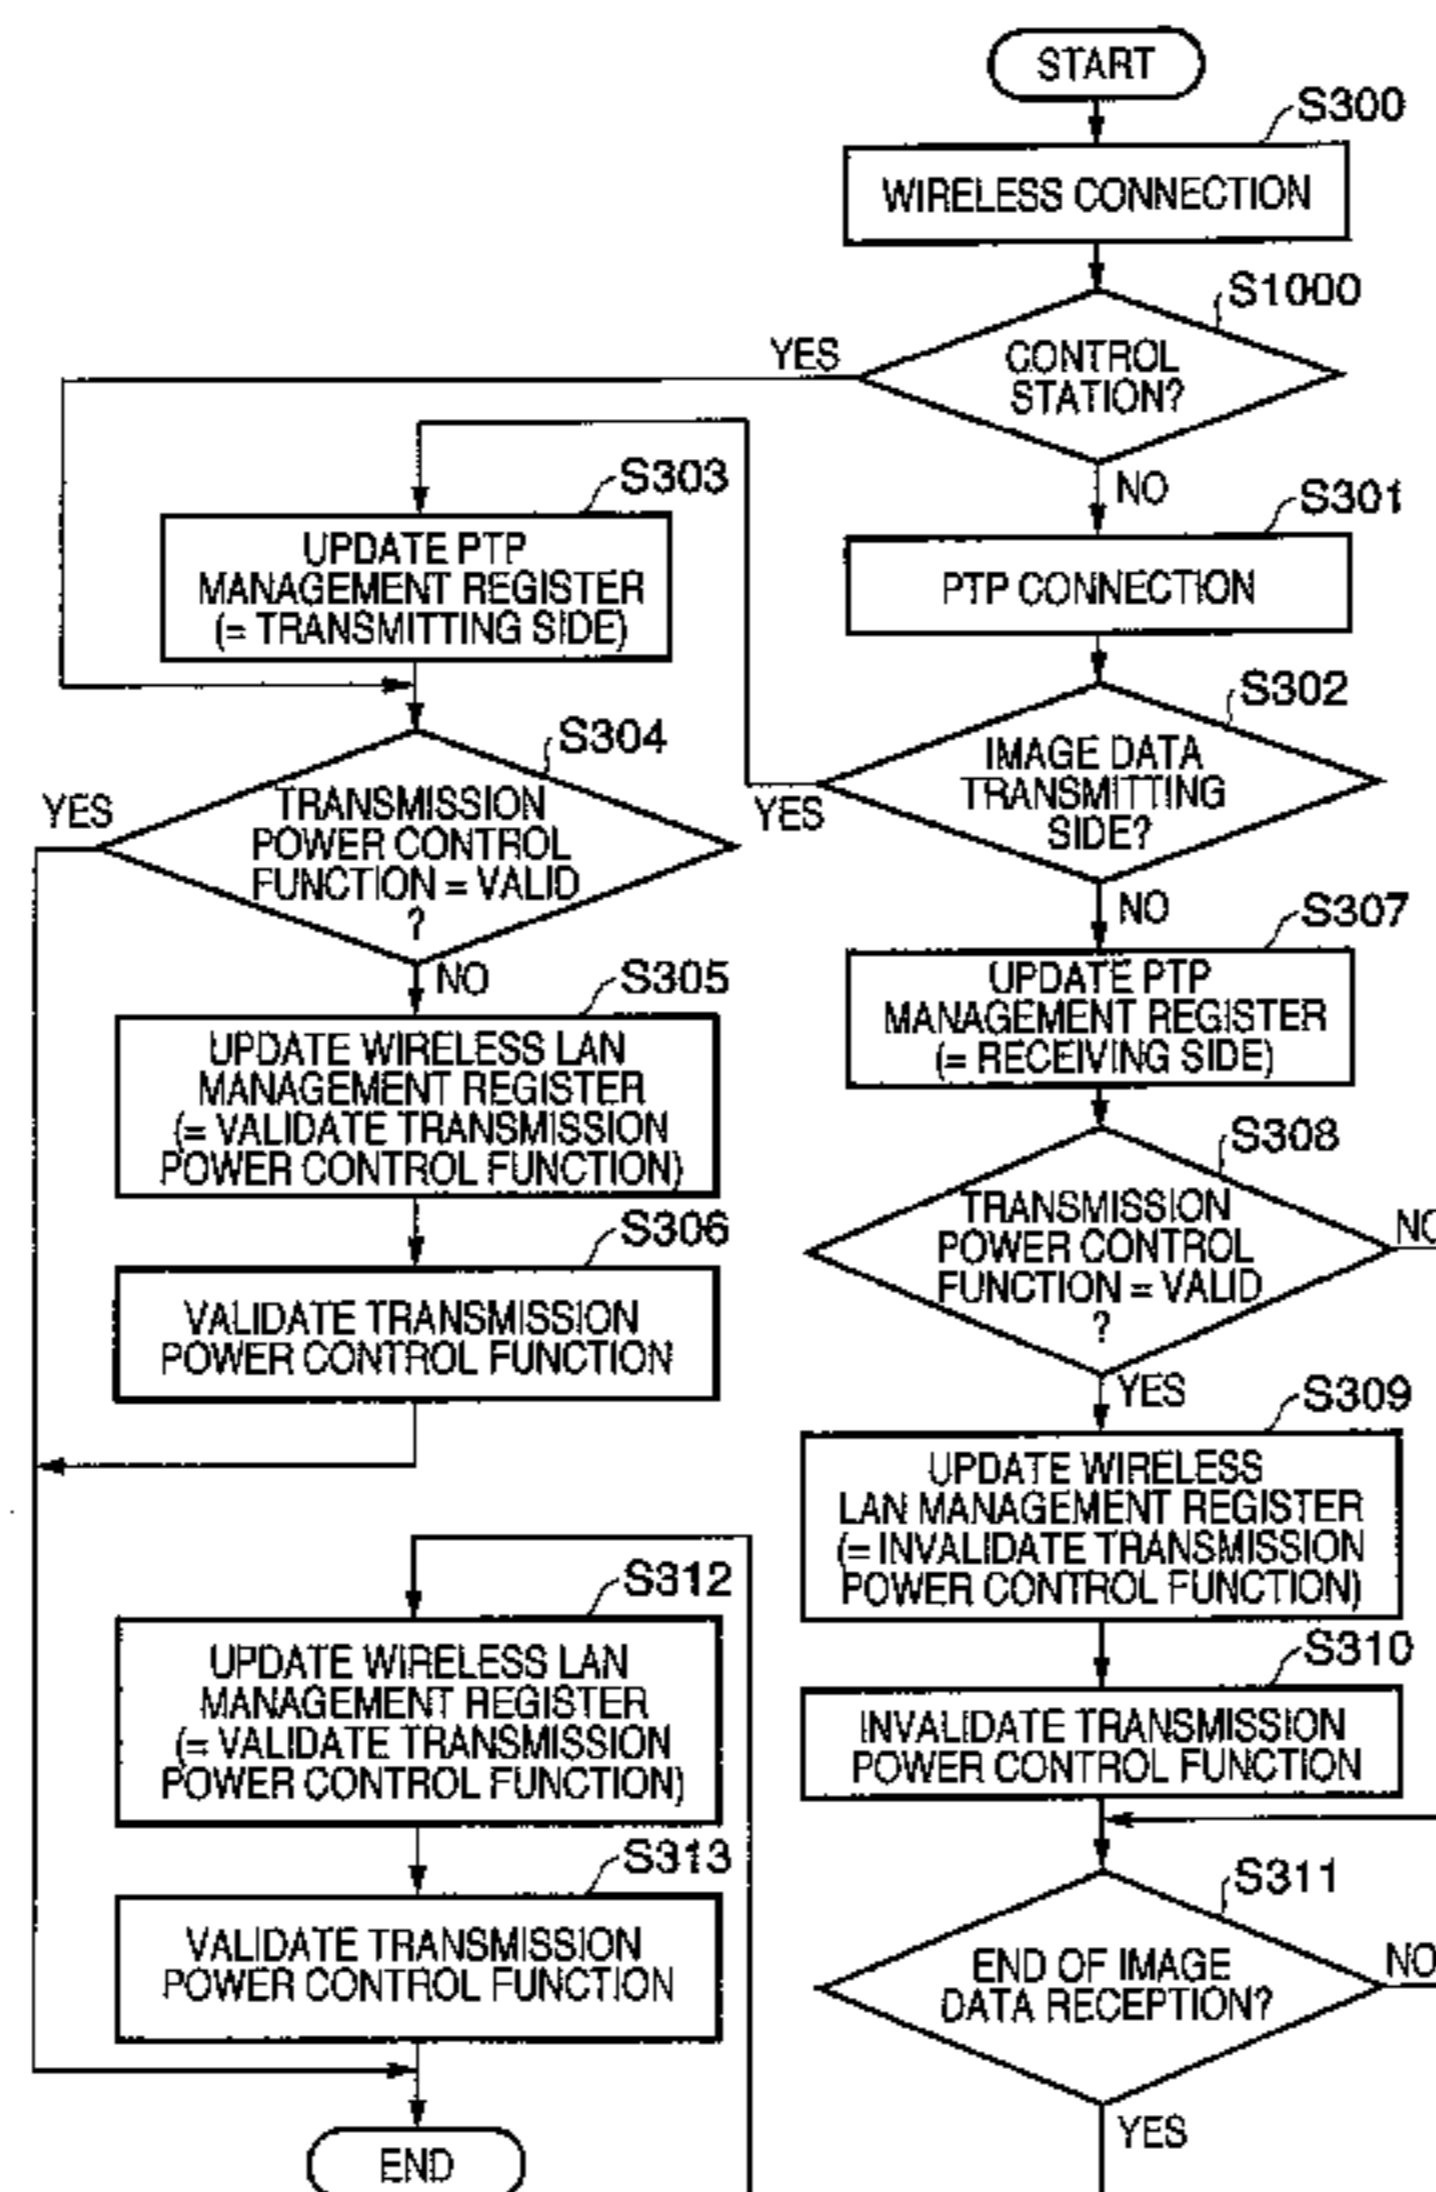 START
S300
WIRELESS CONNECTION
S1000
CONTROL
STATION?
YES
NO
S301
PTP CONNECTION
S302
IMAGE DATA
TRANSMITTING
SIDE?
YES
NO
S303
UPDATE PTP
MANAGEMENT REGISTER
(= TRANSMITTING SIDE)
S304
TRANSMISSION
POWER CONTROL
FUNCTION = VALID
?
YES
NO
S305
UPDATE WIRELESS LAN
MANAGEMENT REGISTER
(= VALIDATE TRANSMISSION
POWER CONTROL FUNCTION)
S306
VALIDATE TRANSMISSION
POWER CONTROL FUNCTION
S307
UPDATE PTP
MANAGEMENT REGISTER
(= RECEIVING SIDE)
S308
TRANSMISSION
POWER CONTROL
FUNCTION = VALID
?
NO
YES
S309
UPDATE WIRELESS
LAN MANAGEMENT REGISTER
(= INVALIDATE TRANSMISSION
POWER CONTROL FUNCTION)
S310
INVALIDATE TRANSMISSION
POWER CONTROL FUNCTION
S311
END OF IMAGE
DATA RECEPTION?
NO
YES
S312
UPDATE WIRELESS LAN
MANAGEMENT REGISTER
(= VALIDATE TRANSMISSION
POWER CONTROL FUNCTION)
S313
VALIDATE TRANSMISSION
POWER CONTROL FUNCTION
END